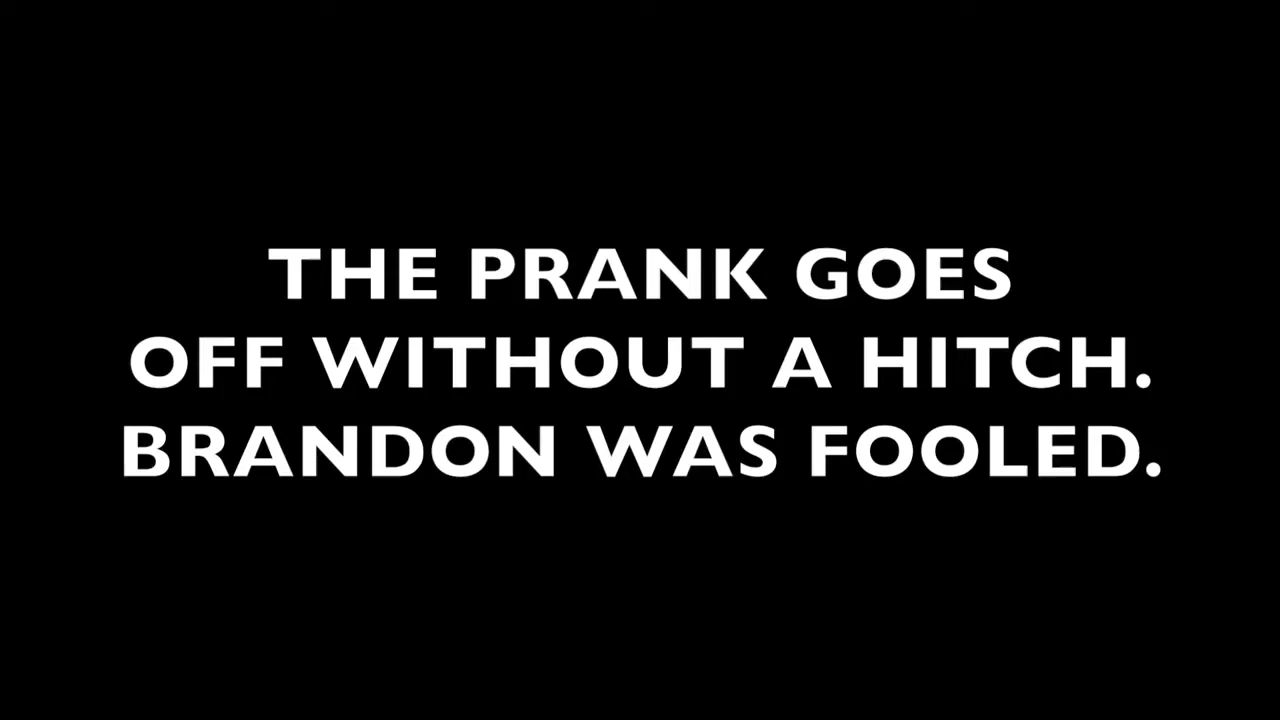 THE PRANK GOES
OFF WITHOUT A HITCH.
BRANDON WAS FOOLED.